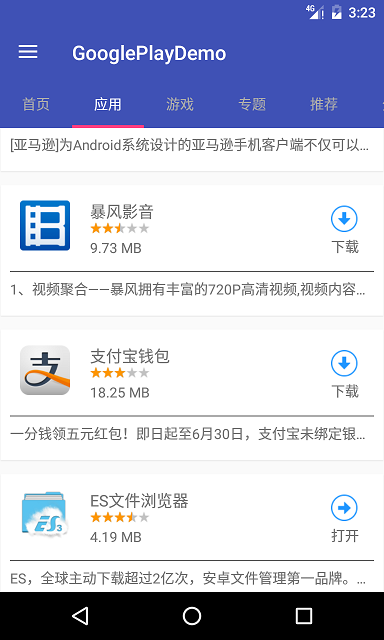 4G 3:23
GooglePlayDemo
首页 应用 游戏 专题 推荐
[亚马逊]为Android系统设计的亚马逊手机客户端不仅可以...
暴风影音
9.73 MB
下载
1、视频聚合——暴风拥有丰富的720P高清视频,视频内容...
支付宝钱包
支
18.25 MB
下载
一分钱领五元红包！即日起至6月30日，支付宝未绑定银...
ES文件浏览器
ES3
4.19 MB
打开
ES，全球主动下载超过2亿次，安卓文件管理第一品牌。...